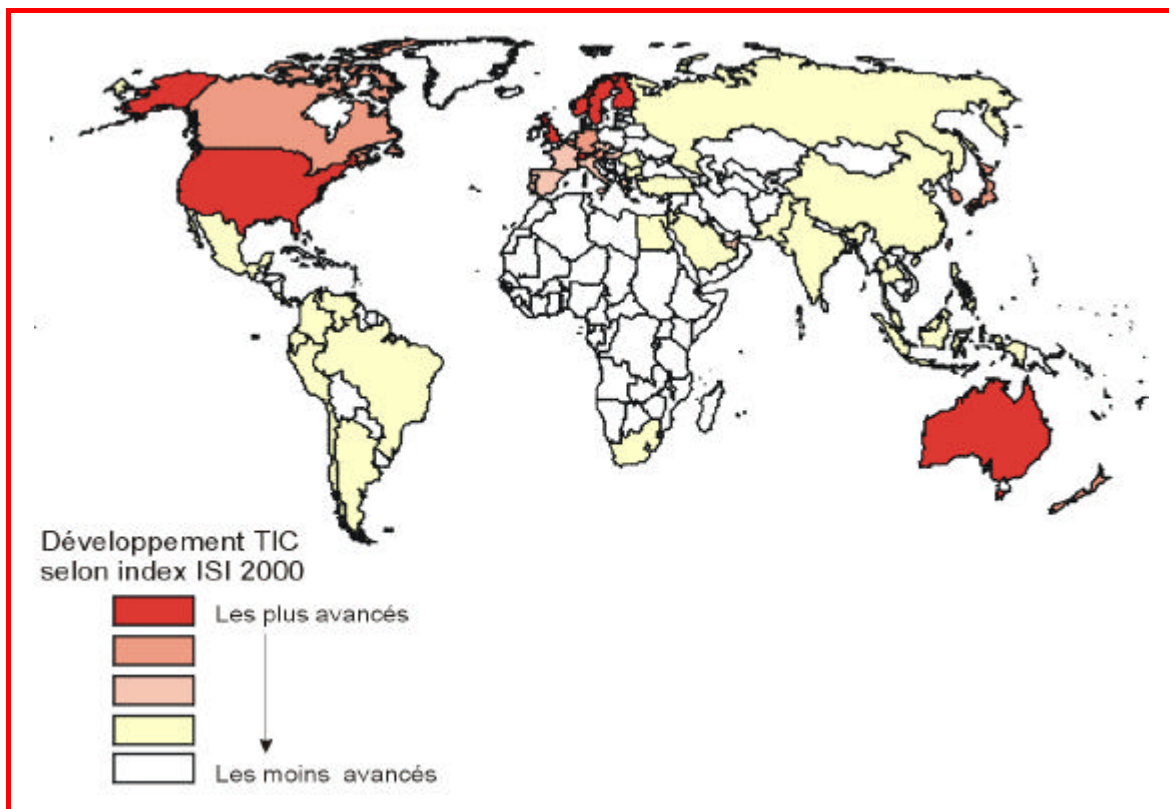 Développement TIC
selon index ISI 2000
Les plus avancés
Les moins avancés